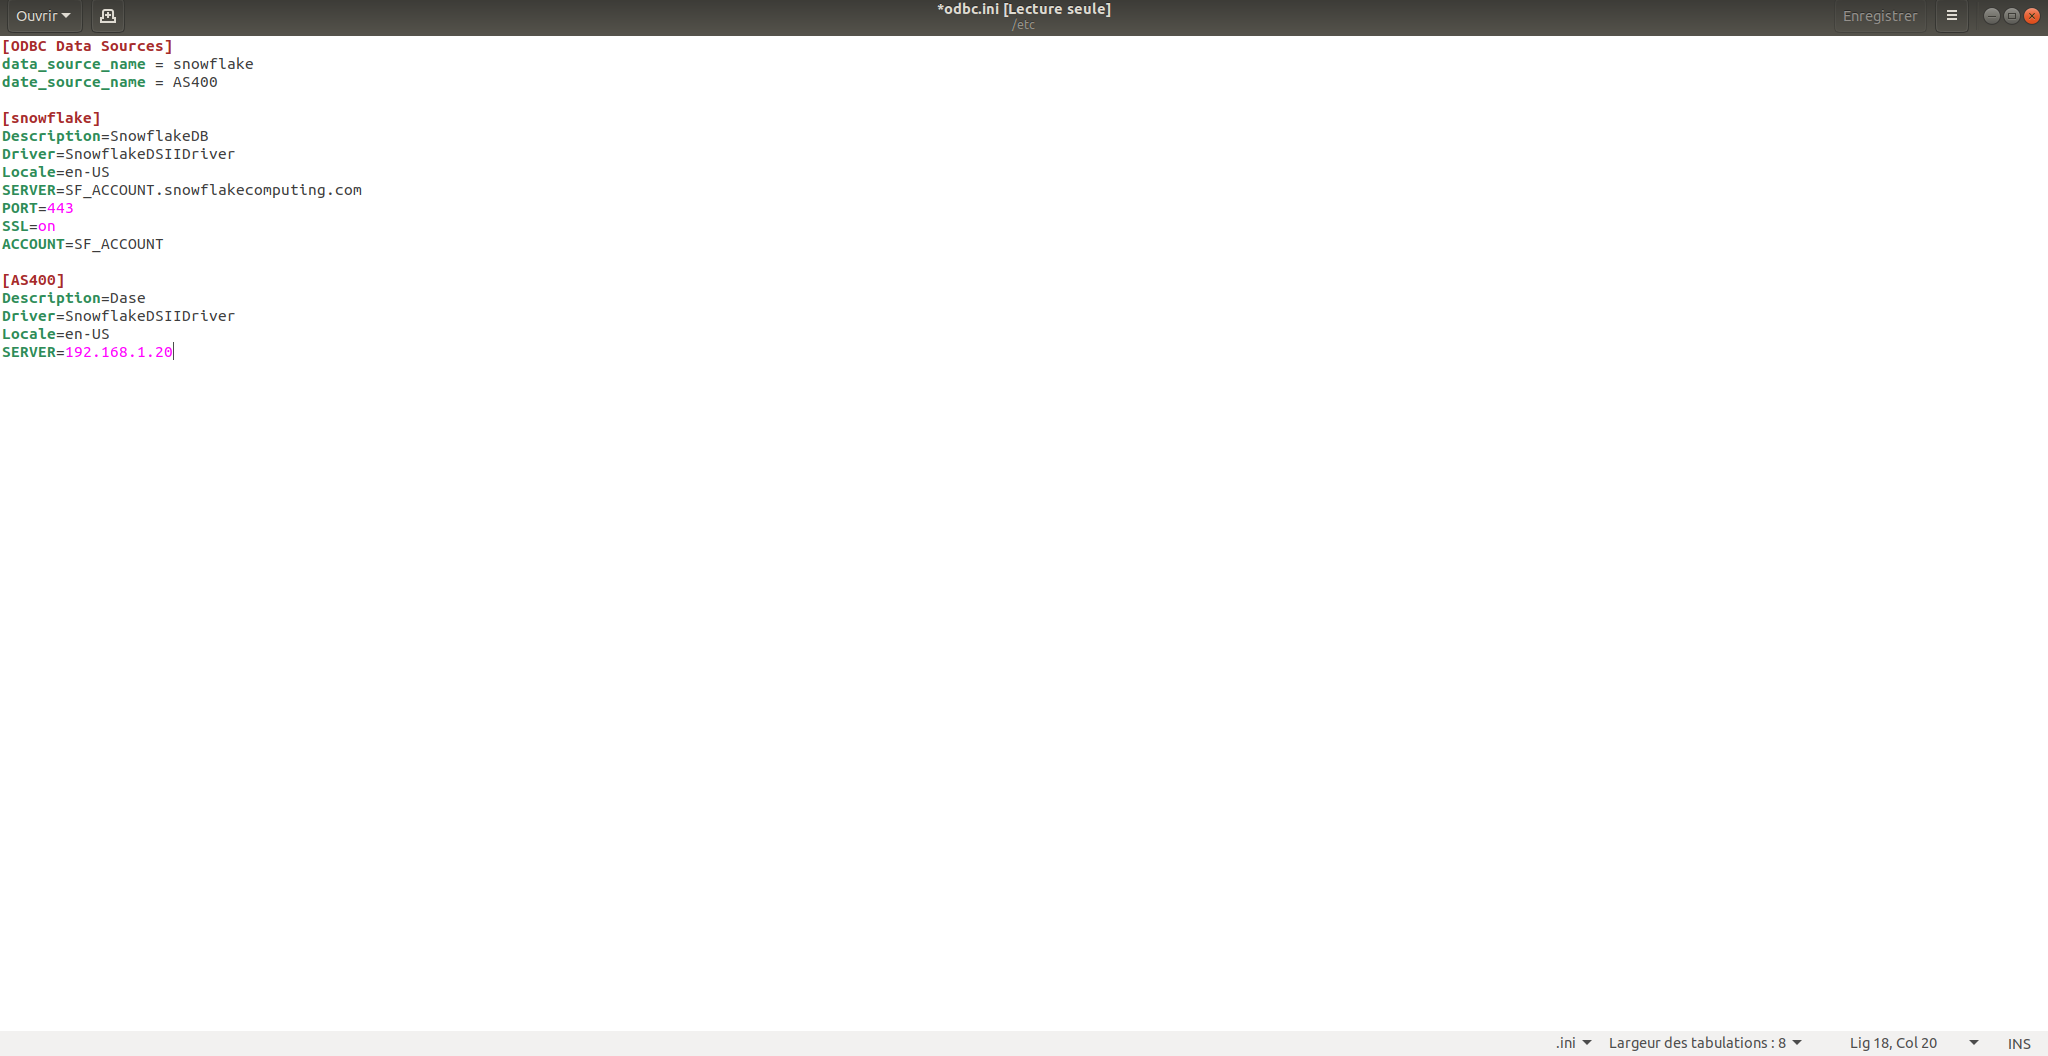 Ouvrir
*odbc.ini [Lecture seule]
/etc
Enregistrer
[ODBC Data Sources]
data_source_name = snowflake
date_source_name = AS400
[snowflake]
Description=SnowflakeDB
Driver=SnowflakeDSIIDriver
Locale=en-US
SERVER=SF_ACCOUNT.snowflakecomputing.com
PORT=443
SSL=on
ACCOUNT=SF_ACCOUNT
[AS400]
Description=Dase
Driver=SnowflakeDSIIDriver
Locale=en-US
SERVER=192.168.1.20
.ini
Largeur des tabulations : 8
Lig 18, Col 20
INS